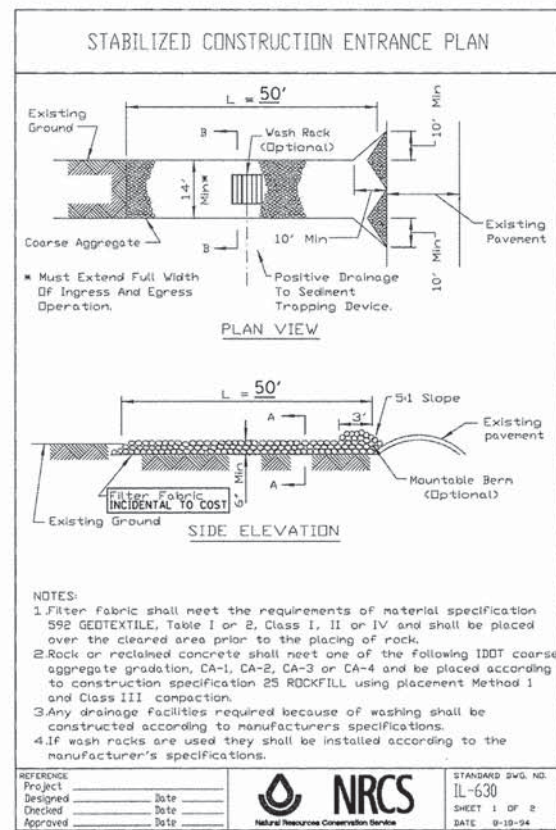 STABILIZED CONSTRUCTION ENTRANCE PLAN
L = 50'
Existing
Ground
B
Wash Rack
(Optional)
10' Min
14'
Min*
Coarse Aggregate
B
10' Min
Existing
Pavement
10' Min
* Must Extend Full Width
Of Ingress And Egress
Operation.
Positive Drainage
To Sediment
Trapping Device.
PLAN VIEW
L = 50'
A
3'
5:1 Slope
Existing
pavement
Filter Fabric
INCIDENTAL TO COST
6" Min
A
Mountable Berm
(Optional)
Existing Ground
SIDE ELEVATION
NOTES:
1.Filter fabric shall meet the requirements of material specification
592 GEOTEXTILE, Table 1 or 2, Class I, II or IV and shall be placed
over the cleared area prior to the placing of rock.
2.Rock or reclaimed concrete shall meet one of the following IDOT coarse
aggregate gradation, CA-1, CA-2, CA-3 or CA-4 and be placed according
to construction specification 25 ROCKFILL using placement Method 1
and Class III compaction.
3.Any drainage facilities required because of washing shall be
constructed according to manufacturers specifications.
4.If wash racks are used they shall be installed according to the
manufacturer's specifications.
REFERENCE
Project
Designed Date
Checked Date
Approved Date
NRCS
Natural Resources Conservation Service
STANDARD DWG. NO.
IL-630
SHEET 1 OF 2
DATE